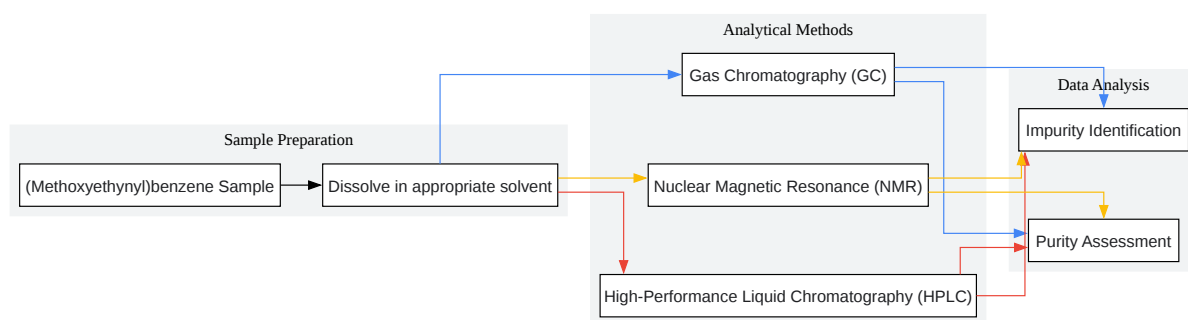 Analytical Methods
Gas Chromatography (GC)
Data Analysis
Impurity Identification
Sample Preparation
(Methoxyethynyl)benzene Sample
Dissolve in appropriate solvent
Nuclear Magnetic Resonance (NMR)
Purity Assessment
High-Performance Liquid Chromatography (HPLC)